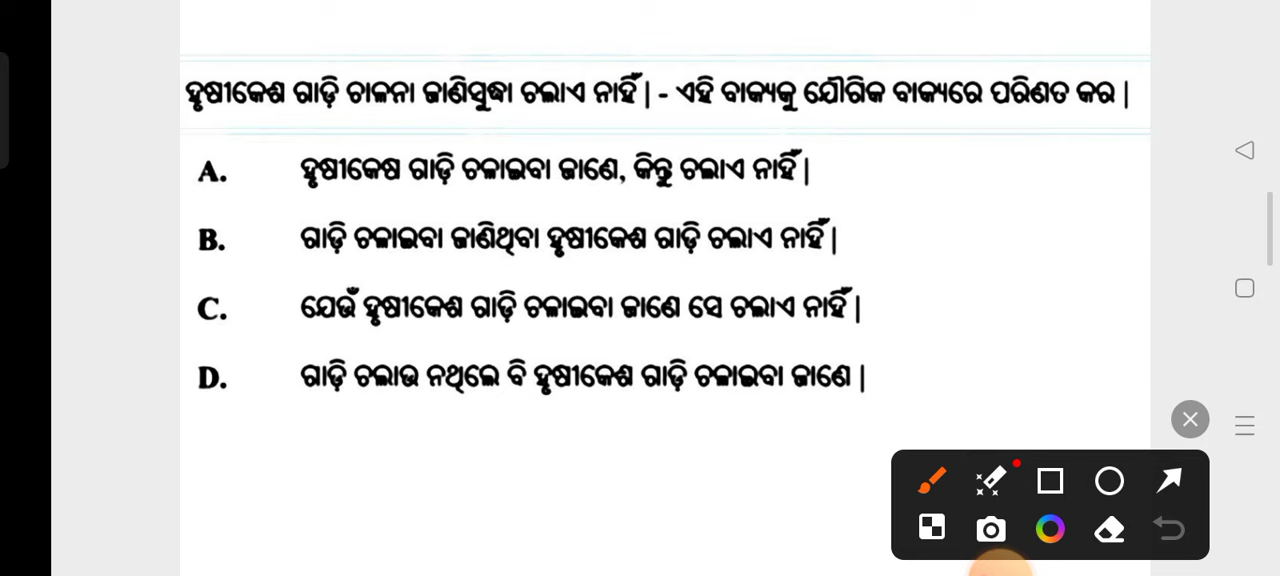 ହୃଷୀକେଶ ଗାଡ଼ି ଚାଳନା ଜାଣିସୁଦ୍ଧା ଚଲାଏ ନାହିଁ | - ଏହି ବାକ୍ୟକୁ ଯୌଗିକ ବାକ୍ୟରେ ପରିଣତ କର |
A. ହୃଷୀକେଷ ଗାଡ଼ି ଚଳାଇବା ଜାଣେ, କିନ୍ତୁ ଚଲାଏ ନାହିଁ |
B. ଗାଡ଼ି ଚଳାଇବା ଜାଣିଥିବା ହୃଷୀକେଶ ଗାଡ଼ି ଚଲାଏ ନାହିଁ |
C. ଯେଉଁ ହୃଷୀକେଶ ଗାଡ଼ି ଚଳାଇବା ଜାଣେ ସେ ଚଲାଏ ନାହିଁ |
D. ଗାଡ଼ି ଚଲାଉ ନଥିଲେ ବି ହୃଷୀକେଶ ଗାଡ଼ି ଚଳାଇବା ଜାଣେ |